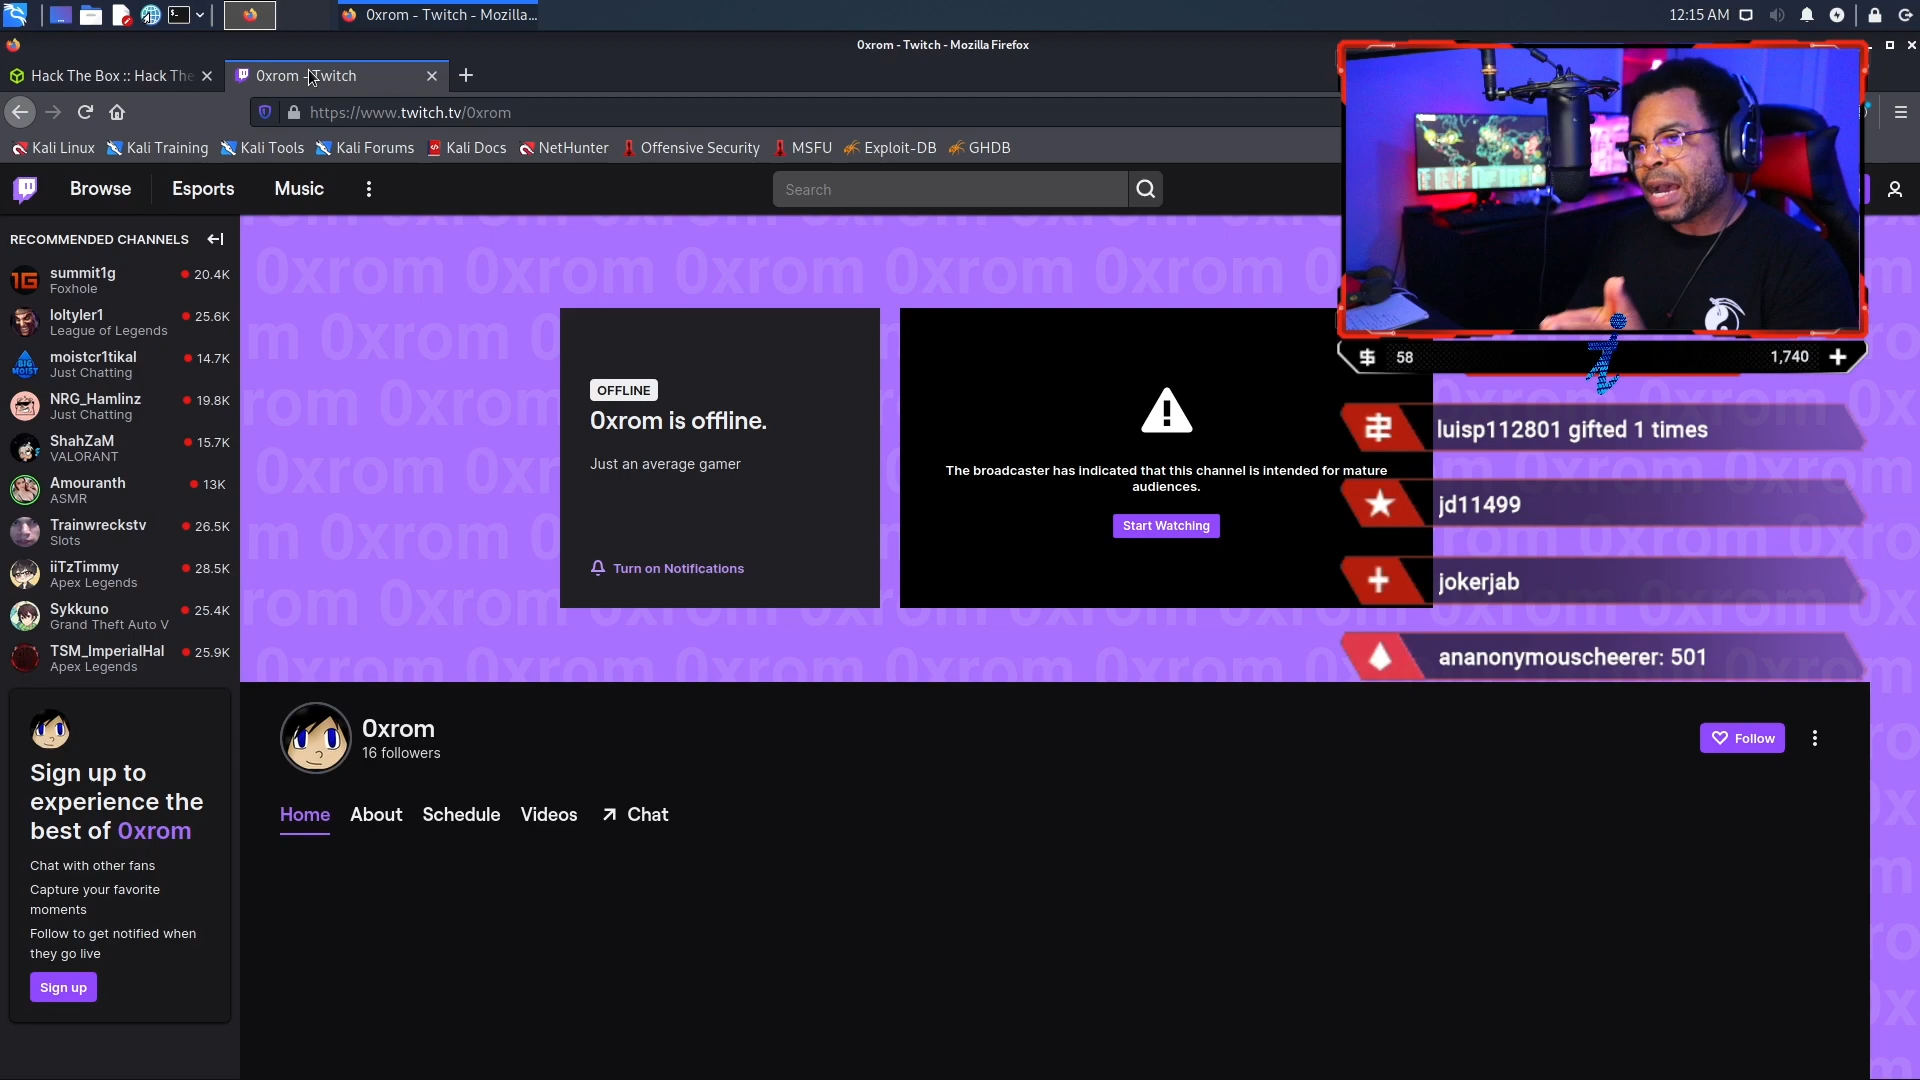 0xrom - Twitch - Mozilla...
12:15 AM
0xrom - Twitch - Mozilla Firefox
Hack The Box :: Hack The
0xrom - Twitch
https://www.twitch.tv/0xrom
Kali Linux
Kali Training
Kali Tools
Kali Forums
Kali Docs
NetHunter
Offensive Security
MSFU
Exploit-DB
GHDB
Browse
Esports
Music
Search
RECOMMENDED CHANNELS
summit1g
20.4K
Foxhole
loltyler1
25.6K
League of Legends
moistcr1tikal
14.7K
Just Chatting
NRG_Hamlinz
19.8K
Just Chatting
ShahZaM
15.7K
VALORANT
Amouranth
13K
ASMR
Trainwreckstv
26.5K
Slots
iiTzTimmy
28.5K
Apex Legends
Sykkuno
25.4K
Grand Theft Auto V
TSM_ImperialHal
25.9K
Apex Legends
Sign up to
experience the
best of 0xrom
Chat with other fans
Capture your favorite
moments
Follow to get notified when
they go live
Sign up
0xrom 0xrom 0xrom 0xrom 0xrom
OFFLINE
0xrom is offline.
Just an average gamer
Turn on Notifications
The broadcaster has indicated that this channel is intended for mature
audiences.
Start Watching
58
1,740
luisp112801 gifted 1 times
jd11499
jokerjab
ananonymouscheerer: 501
0xrom
16 followers
Follow
Home
About
Schedule
Videos
Chat